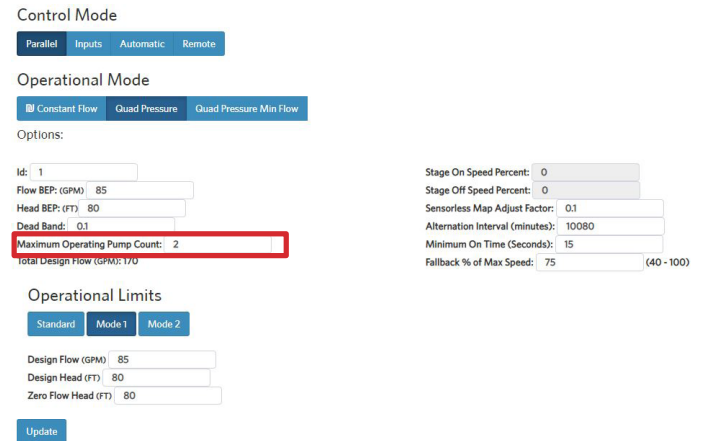 Control Mode
Parallel Inputs Automatic Remote
Operational Mode
₪ Constant Flow Quad Pressure Quad Pressure Min Flow
Options:
Id: 1
Flow BEP: (GPM) 85
Head BEP: (FT) 80
Dead Band: 0.1
Maximum Operating Pump Count: 2
Total Design Flow (GPM): 170
Stage On Speed Percent: 0
Stage Off Speed Percent: 0
Sensorless Map Adjust Factor: 0.1
Alternation Interval (minutes): 10080
Minimum On Time (Seconds): 15
Fallback % of Max Speed: 75 (40 - 100)
Operational Limits
Standard Mode 1 Mode 2
Design Flow (GPM) 85
Design Head (FT) 80
Zero Flow Head (FT) 80
Update